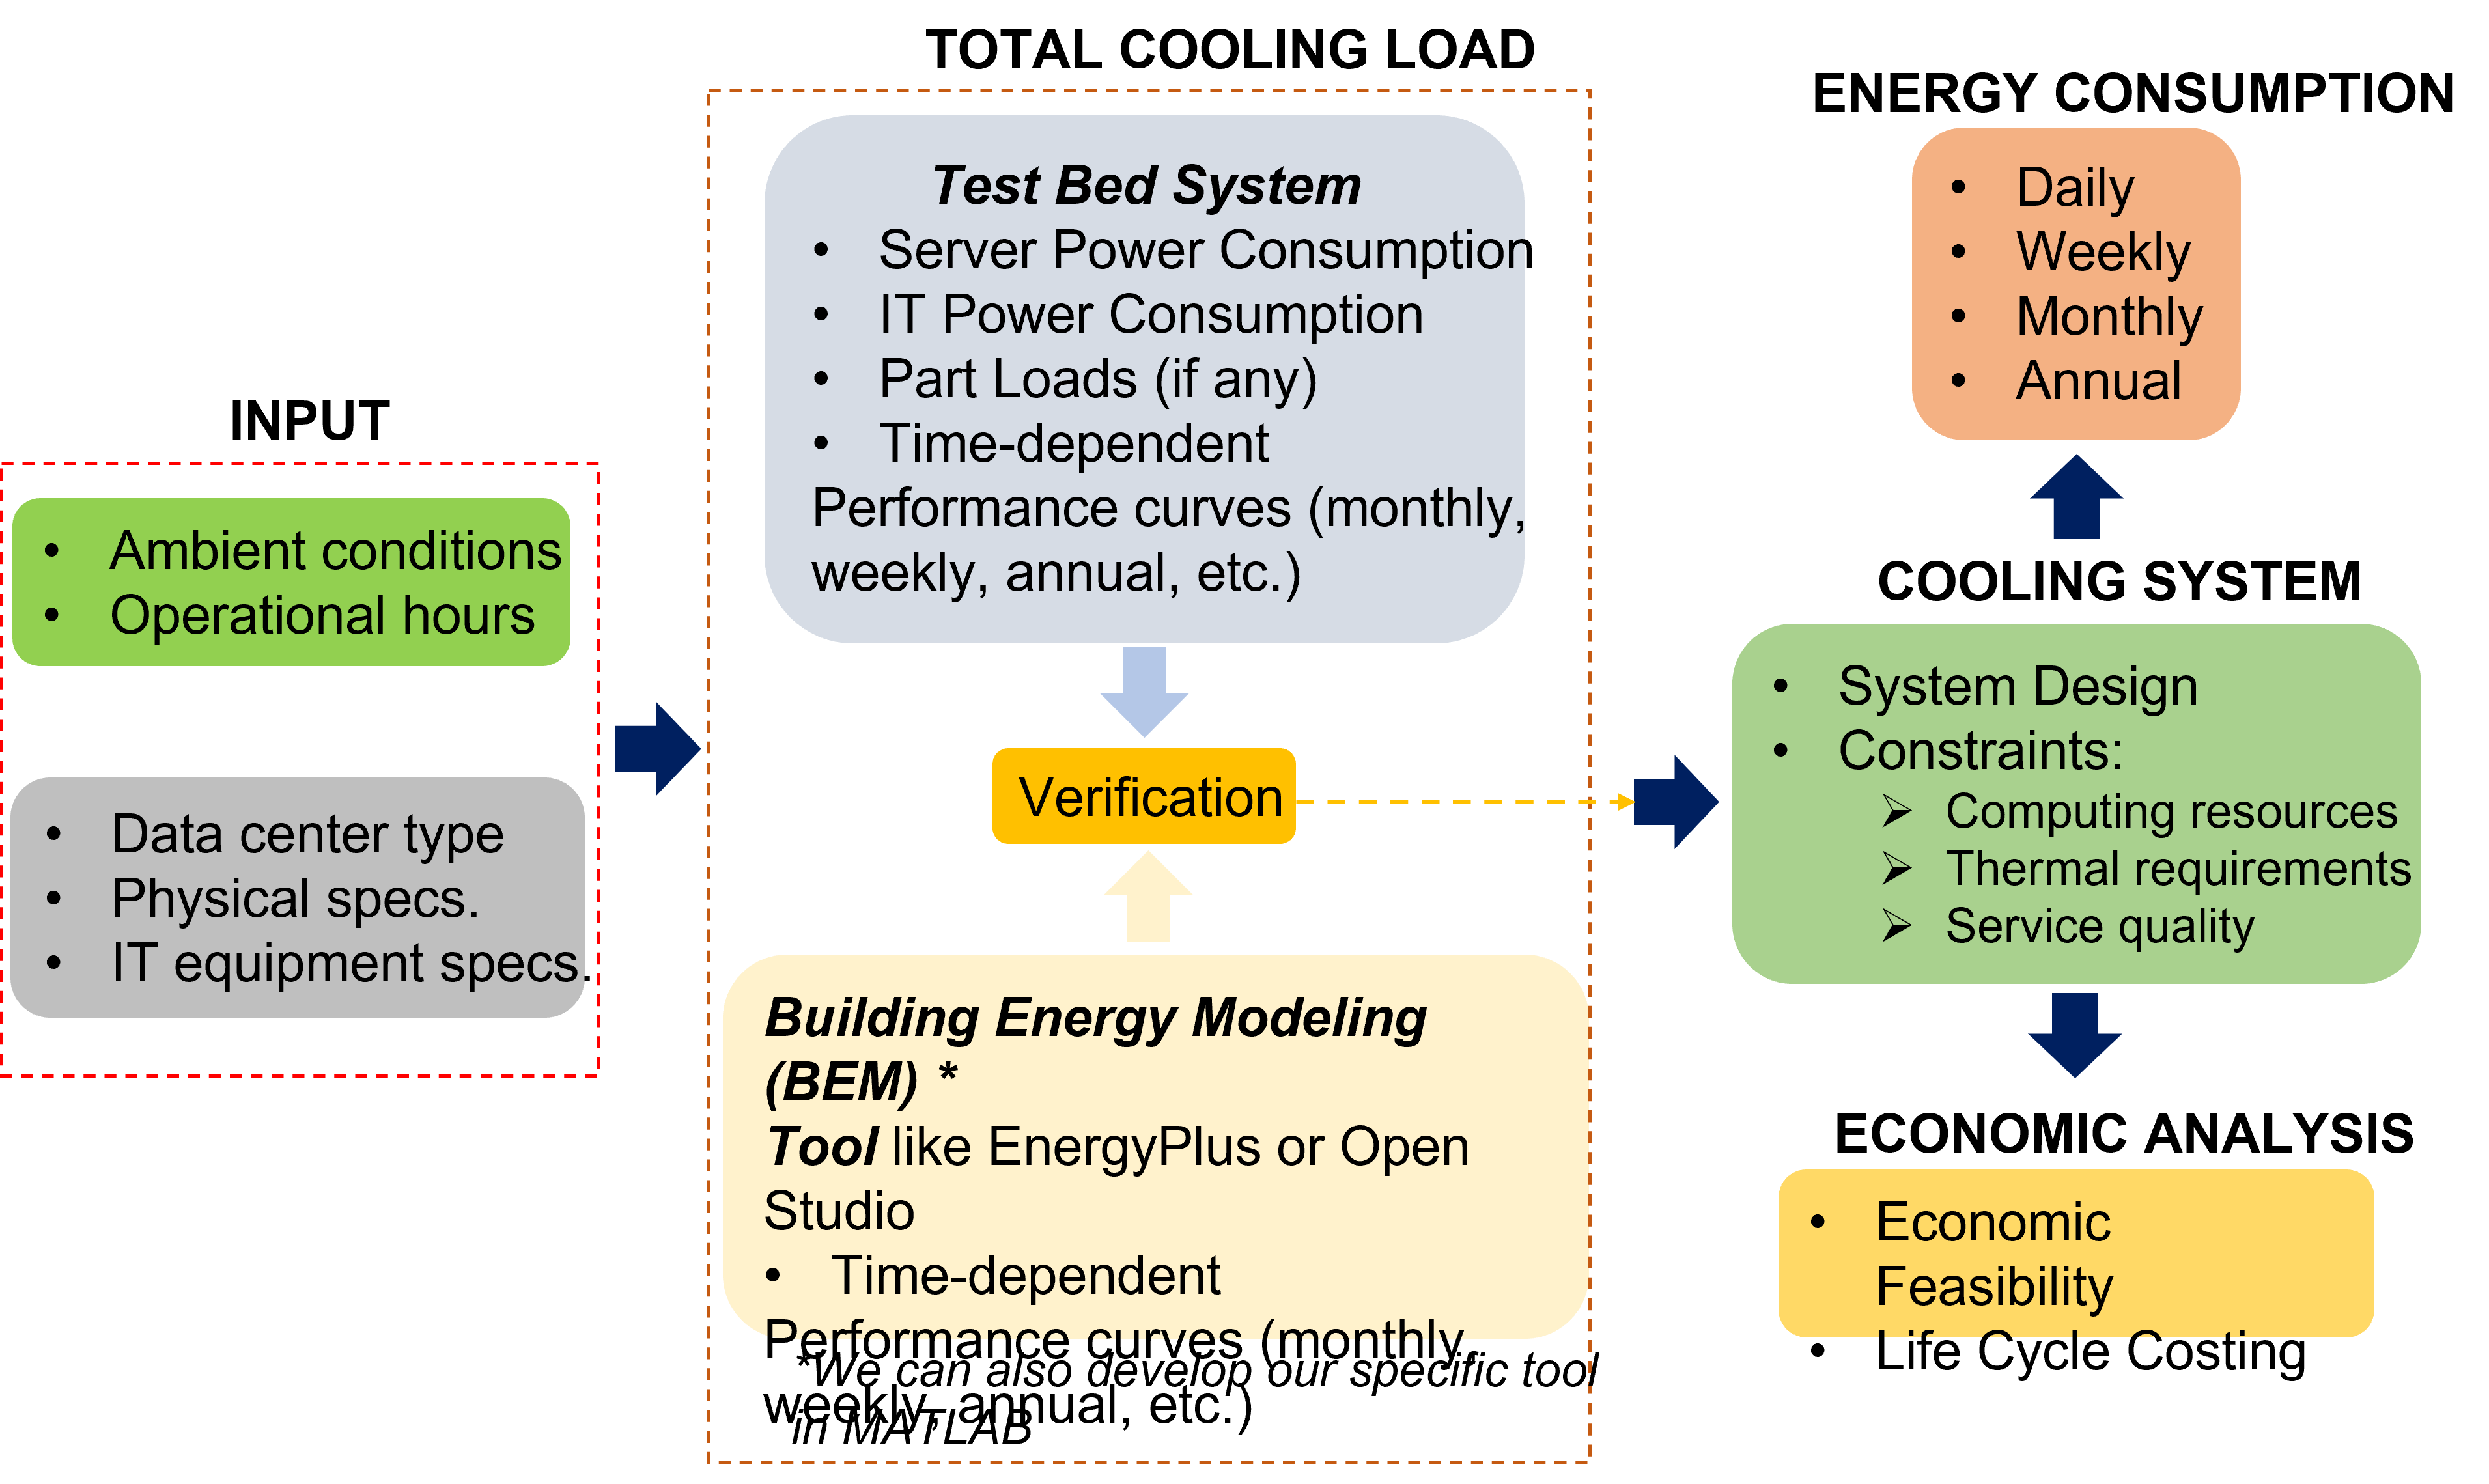 INPUT
• Ambient conditions
• Operational hours
• Data center type
• Physical specs.
• IT equipment specs.
TOTAL COOLING LOAD
Test Bed System
• Server Power Consumption
• IT Power Consumption
• Part Loads (if any)
• Time-dependent
Performance curves (monthly,
weekly, annual, etc.)
Verification
Building Energy Modeling
(BEM) *
Tool like EnergyPlus or Open
Studio
• Time-dependent
Performance curves (monthly,
weekly, annual, etc.)
*We can also develop our specific tool
in MATLAB
ENERGY CONSUMPTION
• Daily
• Weekly
• Monthly
• Annual
COOLING SYSTEM
• System Design
• Constraints:
➢ Computing resources
➢ Thermal requirements
➢ Service quality
ECONOMIC ANALYSIS
• Economic
Feasibility
• Life Cycle Costing